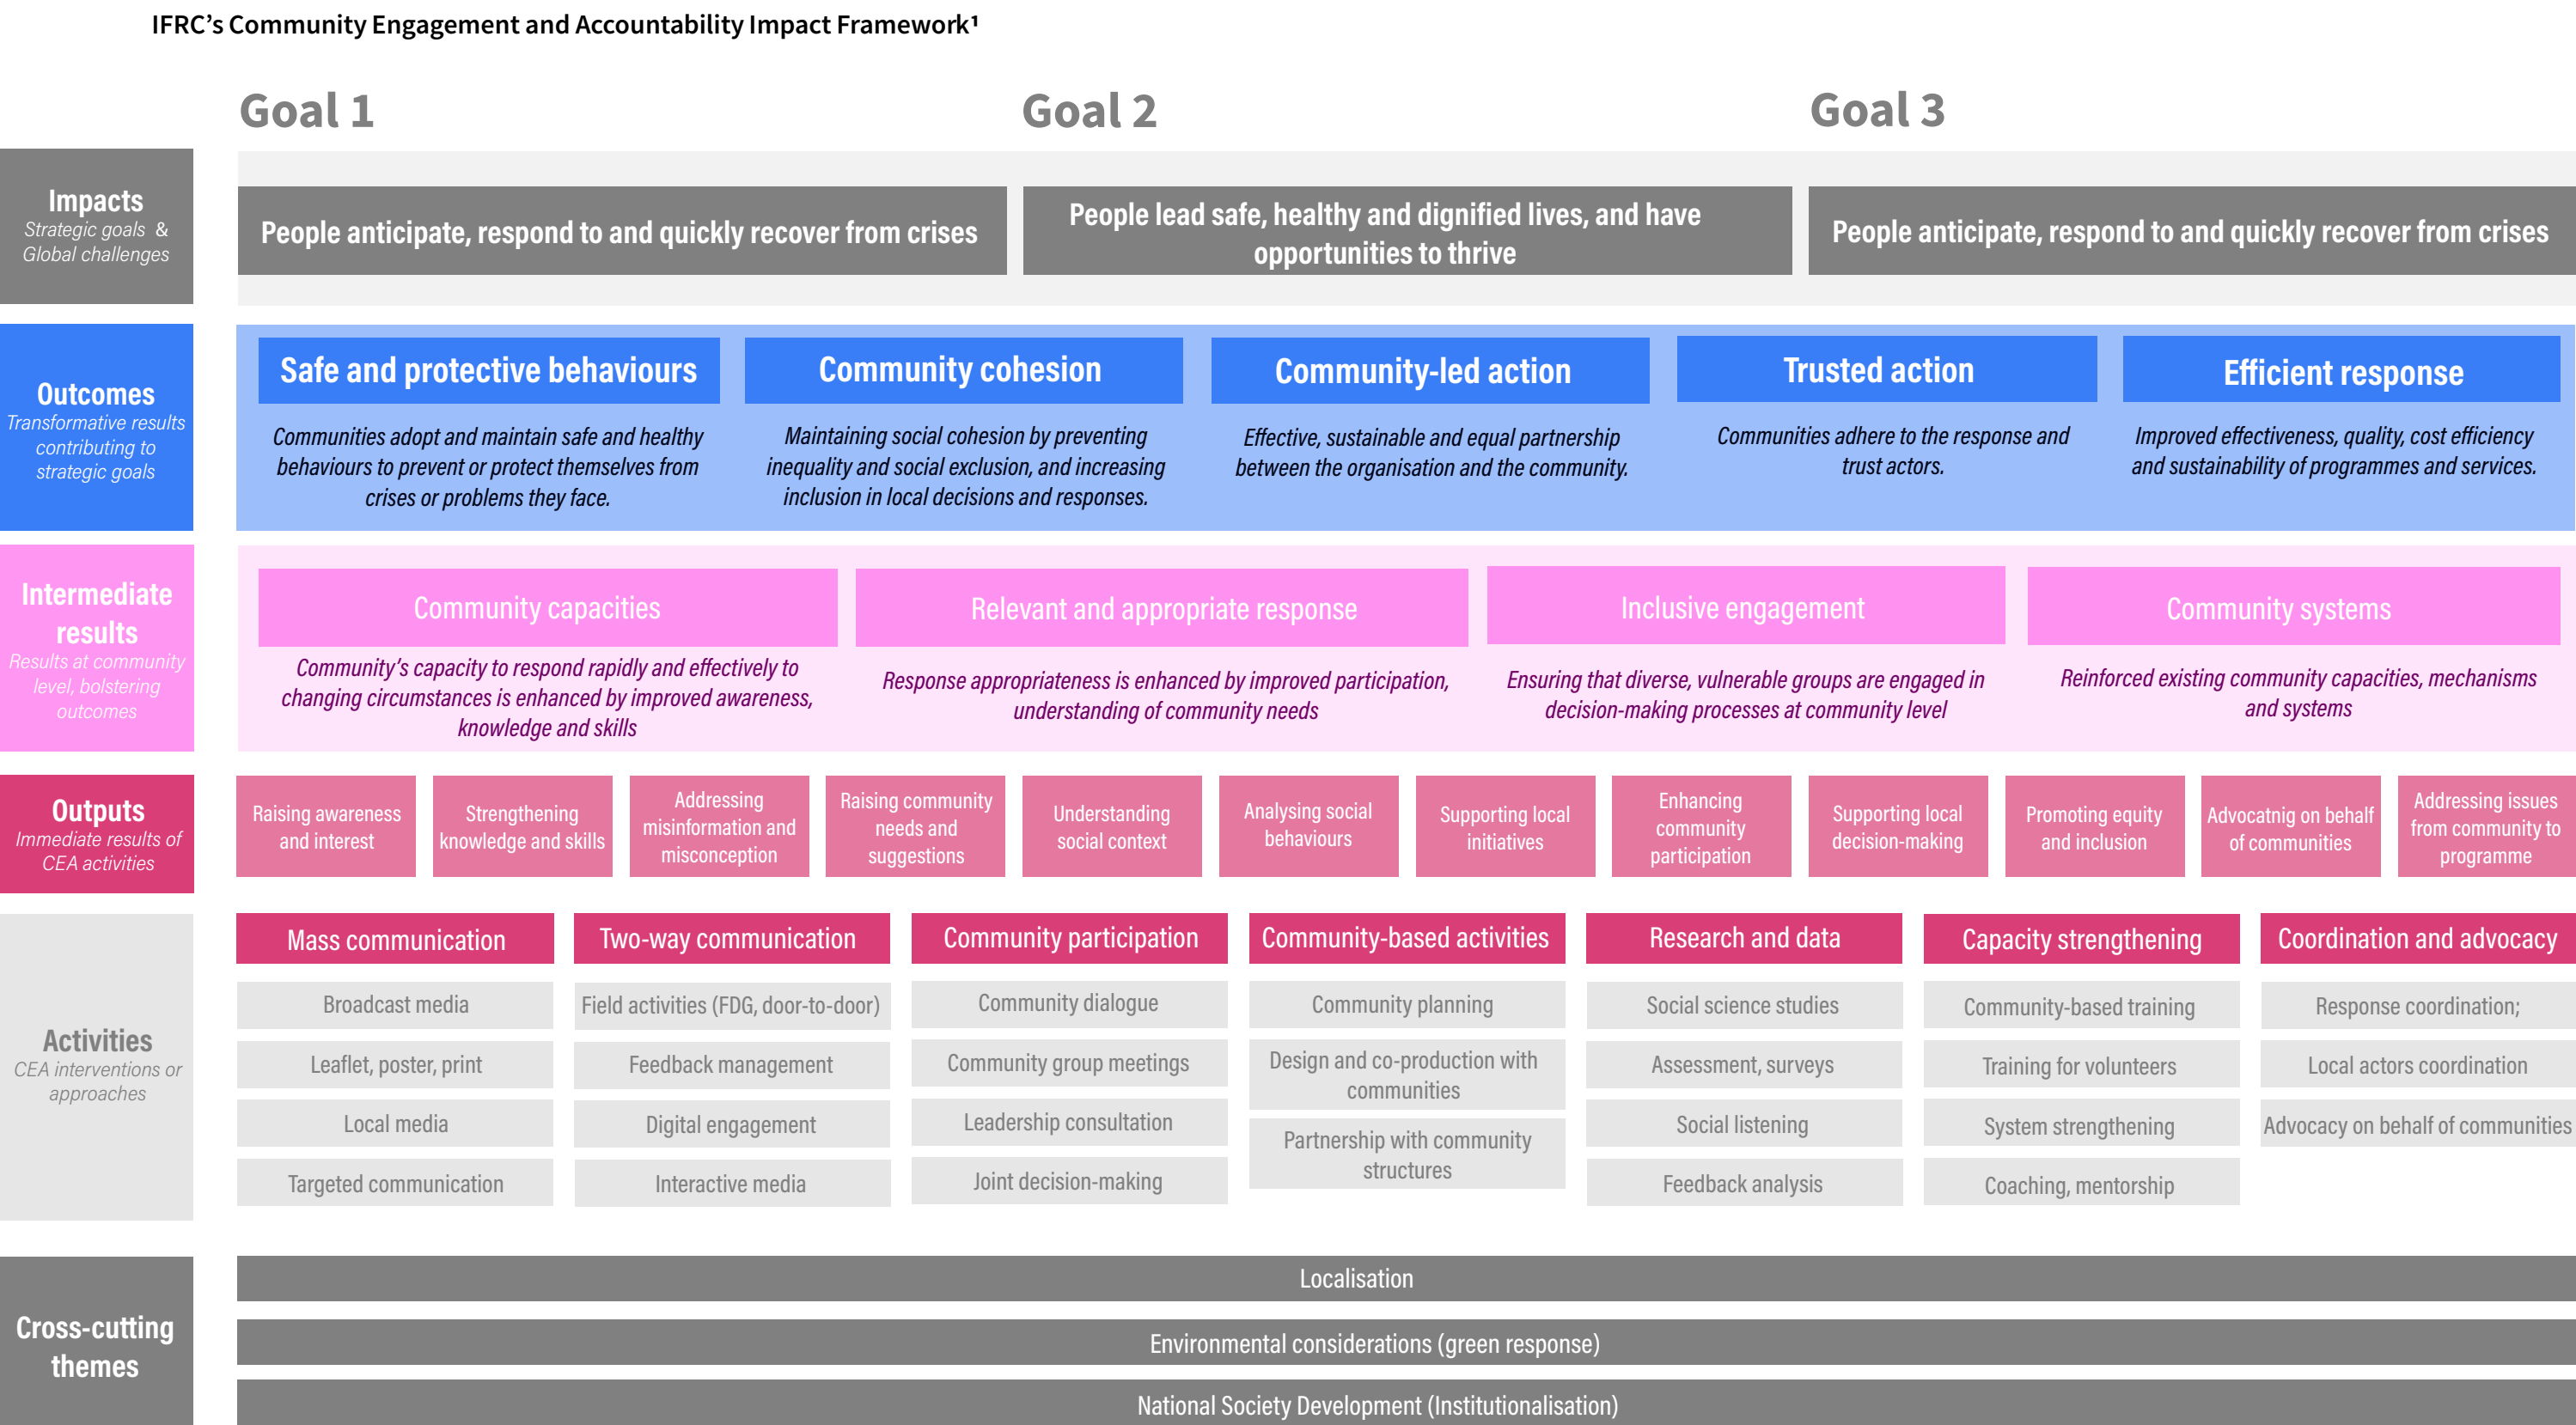 IFRC’s Community Engagement and Accountability Impact Framework¹
Goal 1
Goal 2
Goal 3
Impacts
Strategic goals &
Global challenges
People anticipate, respond to and quickly recover from crises
People lead safe, healthy and dignified lives, and have
opportunities to thrive
People anticipate, respond to and quickly recover from crises
Outcomes
Transformative results
contributing to
strategic goals
Safe and protective behaviours
Communities adopt and maintain safe and healthy
behaviours to prevent or protect themselves from
crises or problems they face.
Community cohesion
Maintaining social cohesion by preventing
inequality and social exclusion, and increasing
inclusion in local decisions and responses.
Community-led action
Effective, sustainable and equal partnership
between the organisation and the community.
Trusted action
Communities adhere to the response and
trust actors.
Efficient response
Improved effectiveness, quality, cost efficiency
and sustainability of programmes and services.
Intermediate
results
Results at community
level, bolstering
outcomes
Community capacities
Community’s capacity to respond rapidly and effectively to
changing circumstances is enhanced by improved awareness,
knowledge and skills
Relevant and appropriate response
Response appropriateness is enhanced by improved participation,
understanding of community needs
Inclusive engagement
Ensuring that diverse, vulnerable groups are engaged in
decision-making processes at community level
Community systems
Reinforced existing community capacities, mechanisms
and systems
Outputs
Immediate results of
CEA activities
Raising awareness
and interest
Strengthening
knowledge and skills
Addressing
misinformation and
misconception
Raising community
needs and
suggestions
Understanding
social context
Analysing social
behaviours
Supporting local
initiatives
Enhancing
community
participation
Supporting local
decision-making
Promoting equity
and inclusion
Advocatnig on behalf
of communities
Addressing issues
from community to
programme
Activities
CEA interventions or
approaches
Mass communication
Broadcast media
Leaflet, poster, print
Local media
Targeted communication
Two-way communication
Field activities (FDG, door-to-door)
Feedback management
Digital engagement
Interactive media
Community participation
Community dialogue
Community group meetings
Leadership consultation
Joint decision-making
Community-based activities
Community planning
Design and co-production with
communities
Partnership with community
structures
Research and data
Social science studies
Assessment, surveys
Social listening
Feedback analysis
Capacity strengthening
Community-based training
Training for volunteers
System strengthening
Coaching, mentorship
Coordination and advocacy
Response coordination;
Local actors coordination
Advocacy on behalf of communities
Cross-cutting
themes
Localisation
Environmental considerations (green response)
National Society Development (Institutionalisation)